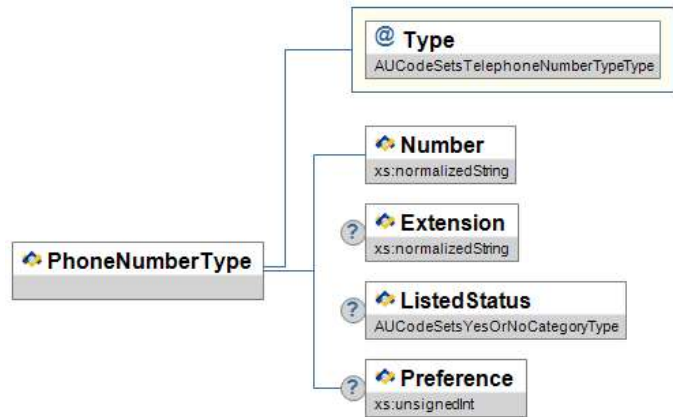 @ Type
AUCodeSetsTelephoneNumberTypeType
Number
xs:normalizedString
? Extension
xs:normalizedString
PhoneNumberType
? ListedStatus
AUCodeSetsYesOrNoCategoryType
? Preference
xs:unsignedInt